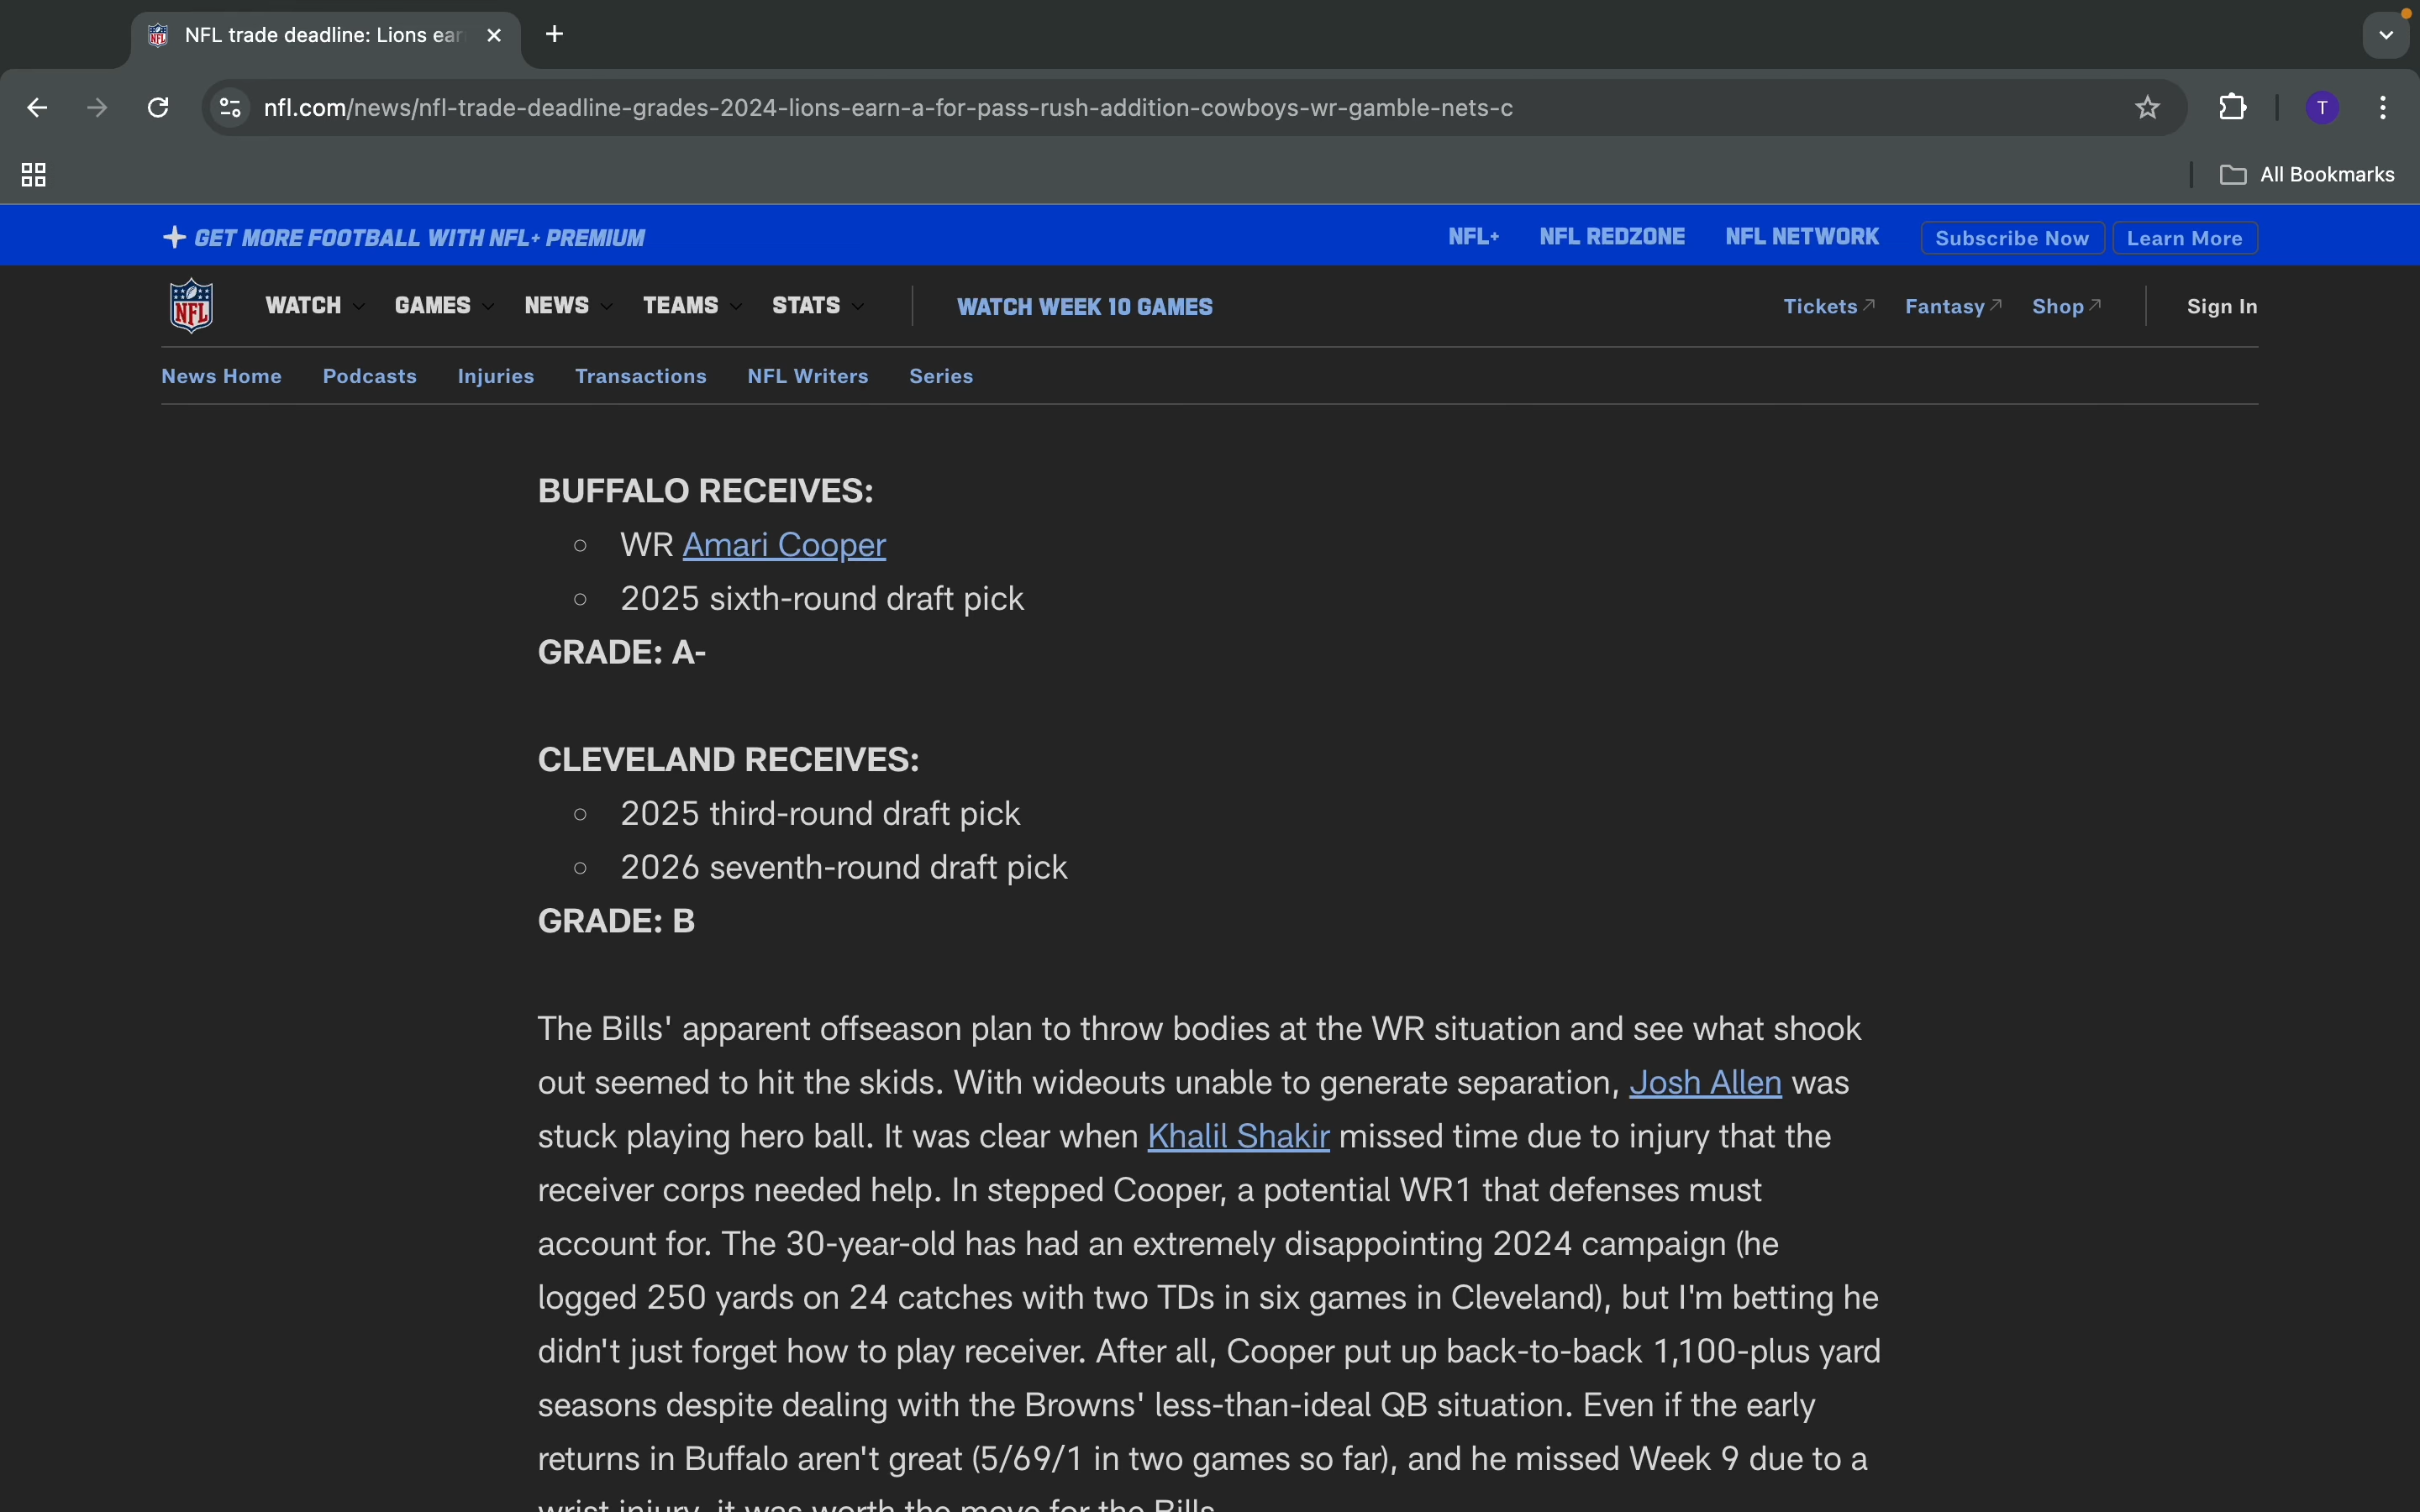 NFL trade deadline: Lions ear
nfl.com/news/nfl-trade-deadline-grades-2024-lions-earn-a-for-pass-rush-addition-cowboys-wr-gamble-nets-c
T
All Bookmarks
GET MORE FOOTBALL WITH NFL+ PREMIUM
NFL+ NFL REDZONE NFL NETWORK Subscribe Now Learn More
NFL WATCH GAMES NEWS TEAMS STATS WATCH WEEK 10 GAMES Tickets Fantasy Shop Sign In
News Home Podcasts Injuries Transactions NFL Writers Series
BUFFALO RECEIVES:
WR Amari Cooper
2025 sixth-round draft pick
GRADE: A-
CLEVELAND RECEIVES:
2025 third-round draft pick
2026 seventh-round draft pick
GRADE: B
The Bills' apparent offseason plan to throw bodies at the WR situation and see what shook
out seemed to hit the skids. With wideouts unable to generate separation, Josh Allen was
stuck playing hero ball. It was clear when Khalil Shakir missed time due to injury that the
receiver corps needed help. In stepped Cooper, a potential WR1 that defenses must
account for. The 30-year-old has had an extremely disappointing 2024 campaign (he
logged 250 yards on 24 catches with two TDs in six games in Cleveland), but I'm betting he
didn't just forget how to play receiver. After all, Cooper put up back-to-back 1,100-plus yard
seasons despite dealing with the Browns' less-than-ideal QB situation. Even if the early
returns in Buffalo aren't great (5/69/1 in two games so far), and he missed Week 9 due to a
wrist injury, it was worth the move for the Bills.